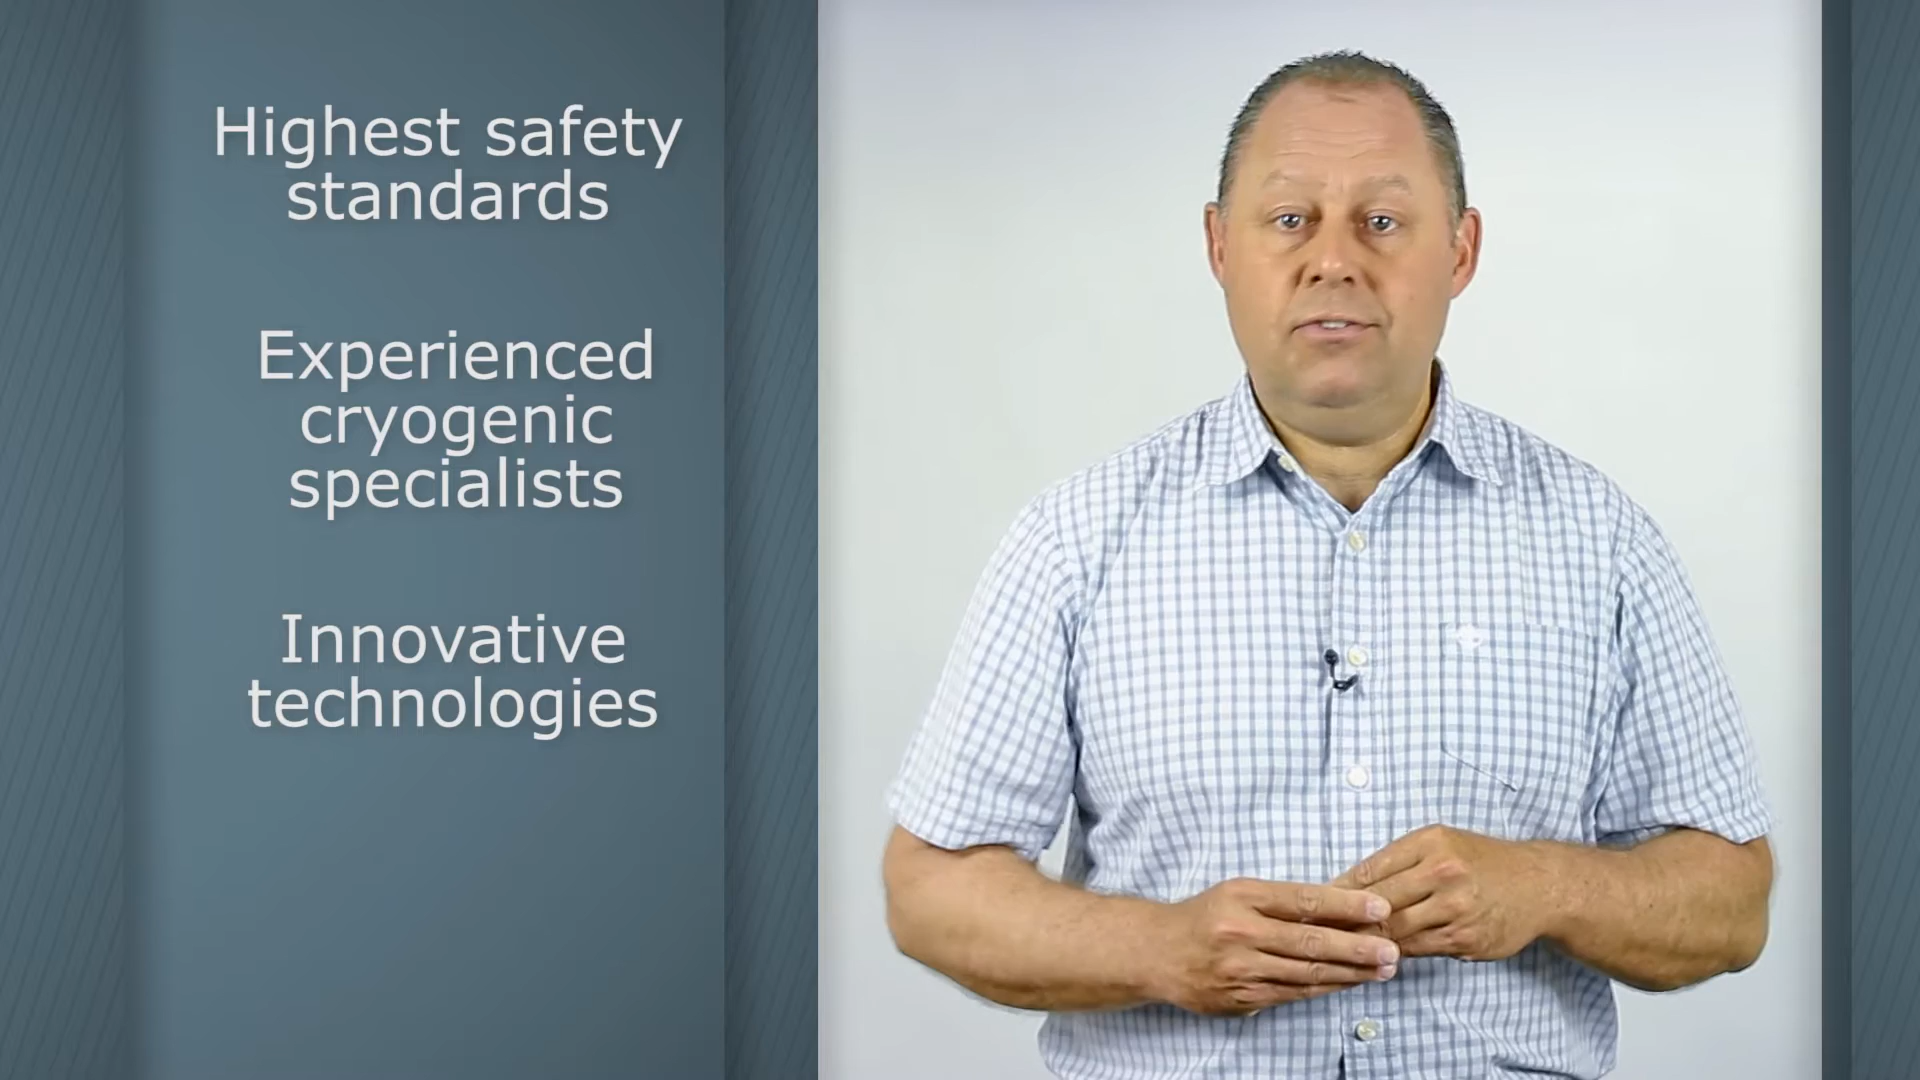 Highest safety
standards
Experienced
cryogenic
specialists
Innovative
technologies